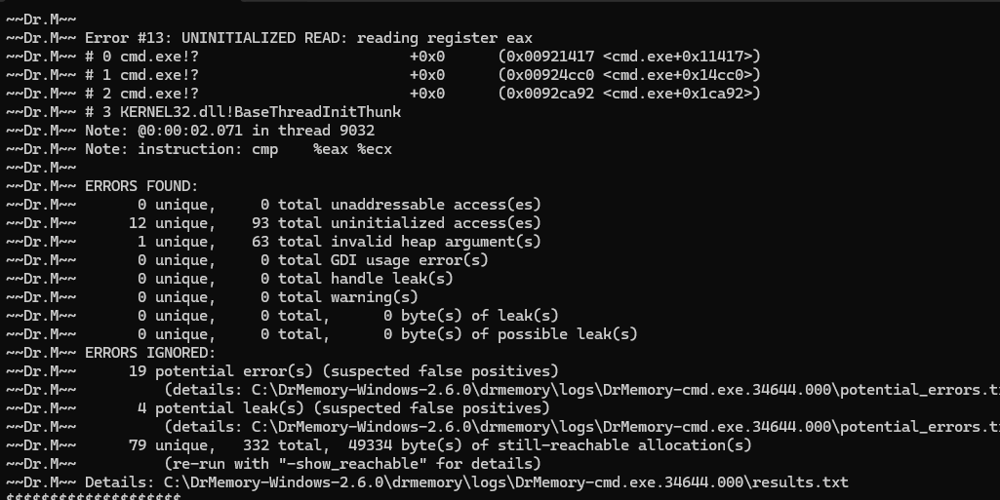 ~~Dr.M~~
~~Dr.M~~ Error #13: UNINITIALIZED READ: reading register eax
~~Dr.M~~ # 0 cmd.exe!?                        +0x0      (0x00921417 <cmd.exe+0x11417>)
~~Dr.M~~ # 1 cmd.exe!?                        +0x0      (0x00924cc0 <cmd.exe+0x14cc0>)
~~Dr.M~~ # 2 cmd.exe!?                        +0x0      (0x0092ca92 <cmd.exe+0x1ca92>)
~~Dr.M~~ # 3 KERNEL32.dll!BaseThreadInitThunk
~~Dr.M~~ Note: @0:00:02.071 in thread 9032
~~Dr.M~~ Note: instruction: cmp    %eax %ecx
~~Dr.M~~
~~Dr.M~~ ERRORS FOUND:
~~Dr.M~~       0 unique,     0 total unaddressable access(es)
~~Dr.M~~      12 unique,    93 total uninitialized access(es)
~~Dr.M~~       1 unique,    63 total invalid heap argument(s)
~~Dr.M~~       0 unique,     0 total GDI usage error(s)
~~Dr.M~~       0 unique,     0 total handle leak(s)
~~Dr.M~~       0 unique,     0 total warning(s)
~~Dr.M~~       0 unique,     0 total,      0 byte(s) of leak(s)
~~Dr.M~~       0 unique,     0 total,      0 byte(s) of possible leak(s)
~~Dr.M~~ ERRORS IGNORED:
~~Dr.M~~      19 potential error(s) (suspected false positives)
~~Dr.M~~          (details: C:\DrMemory-Windows-2.6.0\drmemory\logs\DrMemory-cmd.exe.34644.000\potential_errors.tx
~~Dr.M~~       4 potential leak(s) (suspected false positives)
~~Dr.M~~          (details: C:\DrMemory-Windows-2.6.0\drmemory\logs\DrMemory-cmd.exe.34644.000\potential_errors.tx
~~Dr.M~~      79 unique,   332 total,  49334 byte(s) of still-reachable allocation(s)
~~Dr.M~~          (re-run with "-show_reachable" for details)
~~Dr.M~~ Details: C:\DrMemory-Windows-2.6.0\drmemory\logs\DrMemory-cmd.exe.34644.000\results.txt